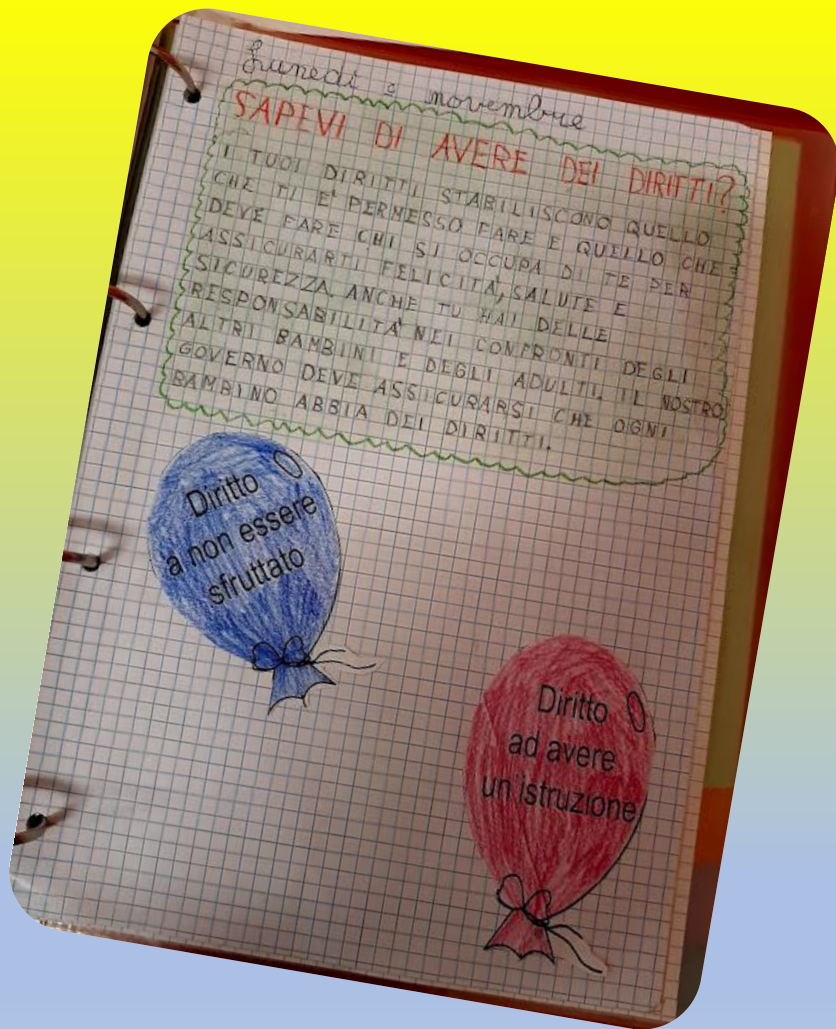 Lunedì 9 novembre
SAPEVI DI AVERE DEI DIRITTI?
I TUOI DIRITTI STABILISCONO QUELLO
CHE TI È PERMESSO FARE E QUELLO CHE
DEVE FARE CHI SI OCCUPA DI TE PER
ASSICURARTI FELICITÀ, SALUTE E
SICUREZZA. ANCHE TU HAI DELLE
RESPONSABILITÀ NEI CONFRONTI DEGLI
ALTRI BAMBINI E DEGLI ADULTI. IL NOSTRO
GOVERNO DEVE ASSICURARSI CHE OGNI
BAMBINO ABBIA DEI DIRITTI.
Diritto
a non essere
sfruttato
Diritto
ad avere
un'istruzione